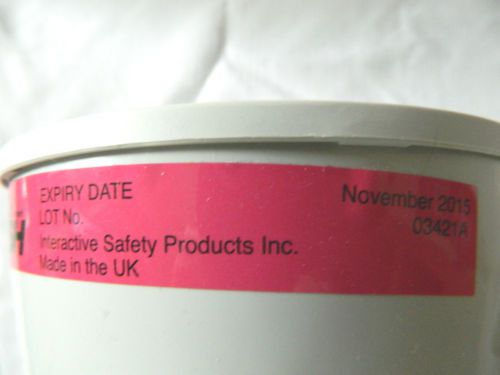 EXPIRY DATE November 2015
LOT No. 03421A
Interactive Safety Products Inc.
Made in the UK